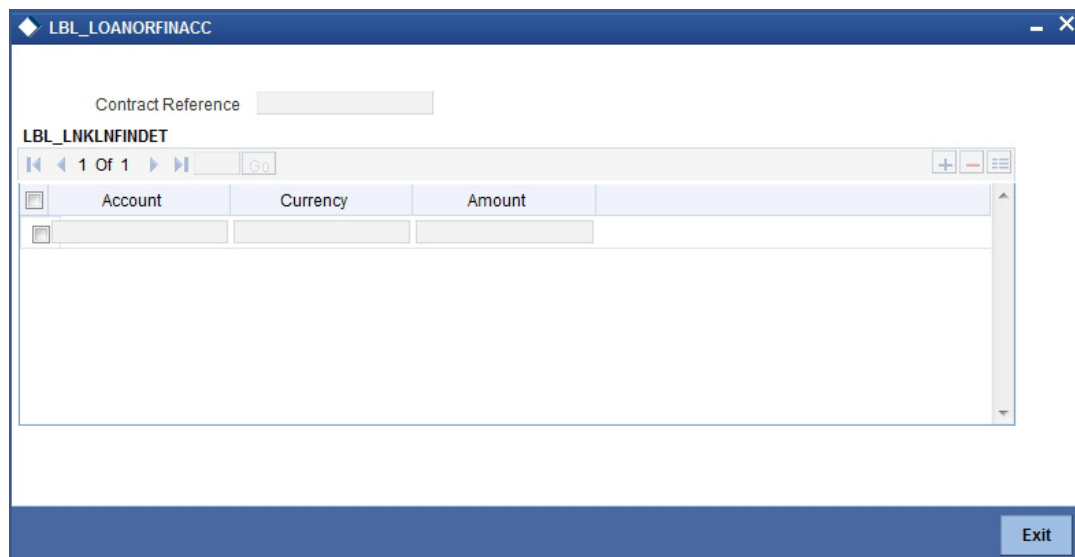 LBL_LOANORFINACC
Contract Reference
LBL_LNKLNFINDET
1 Of 1 Go
Account Currency Amount
Exit